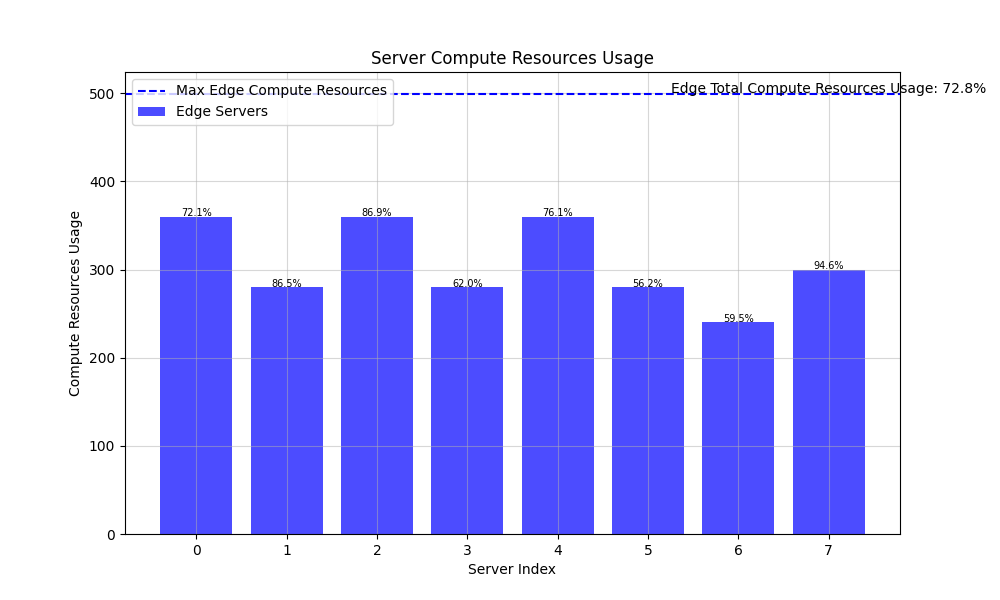 Server Compute Resources Usage
Max Edge Compute Resources
Edge Servers
Edge Total Compute Resources Usage: 72.8%
500
400
300
200
100
0
Compute Resources Usage
72.1%
86.5%
86.9%
62.0%
76.1%
56.2%
59.5%
94.6%
0 1 2 3 4 5 6 7
Server Index